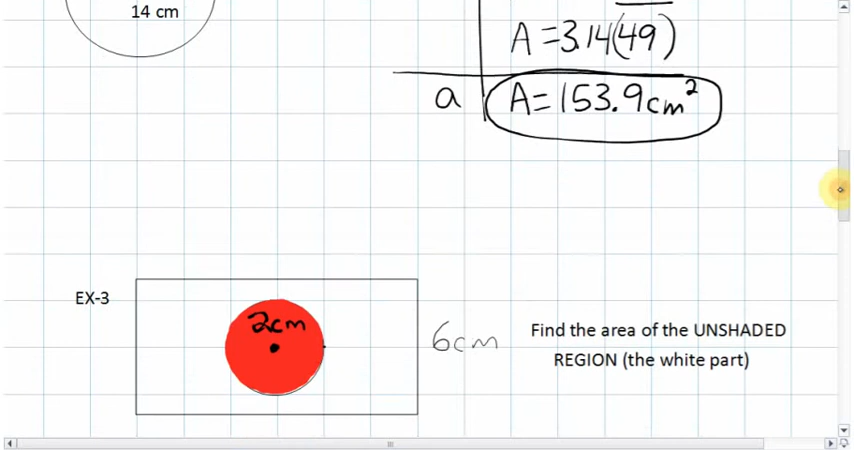 14 cm
A = 3.14(49)
a
A = 153.9 cm²
EX-3
2cm
6cm
Find the area of the UNSHADED
REGION (the white part)